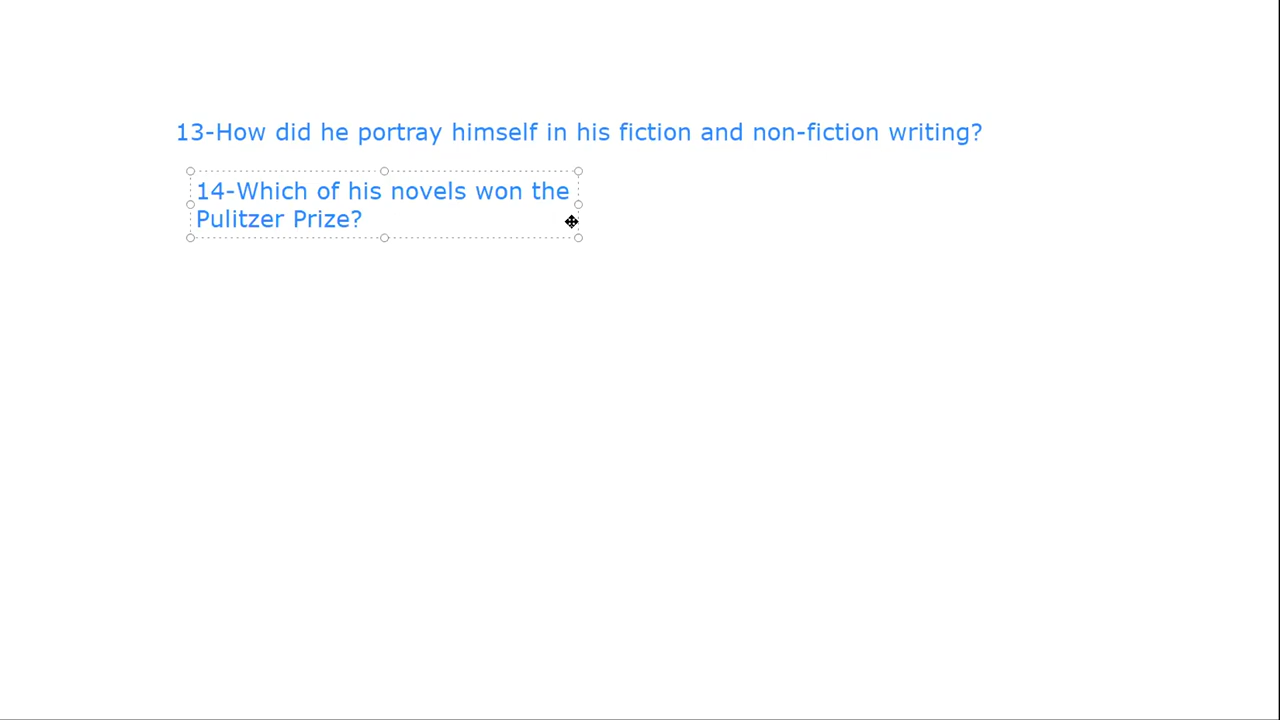 13-How did he portray himself in his fiction and non-fiction writing?
14-Which of his novels won the
Pulitzer Prize?